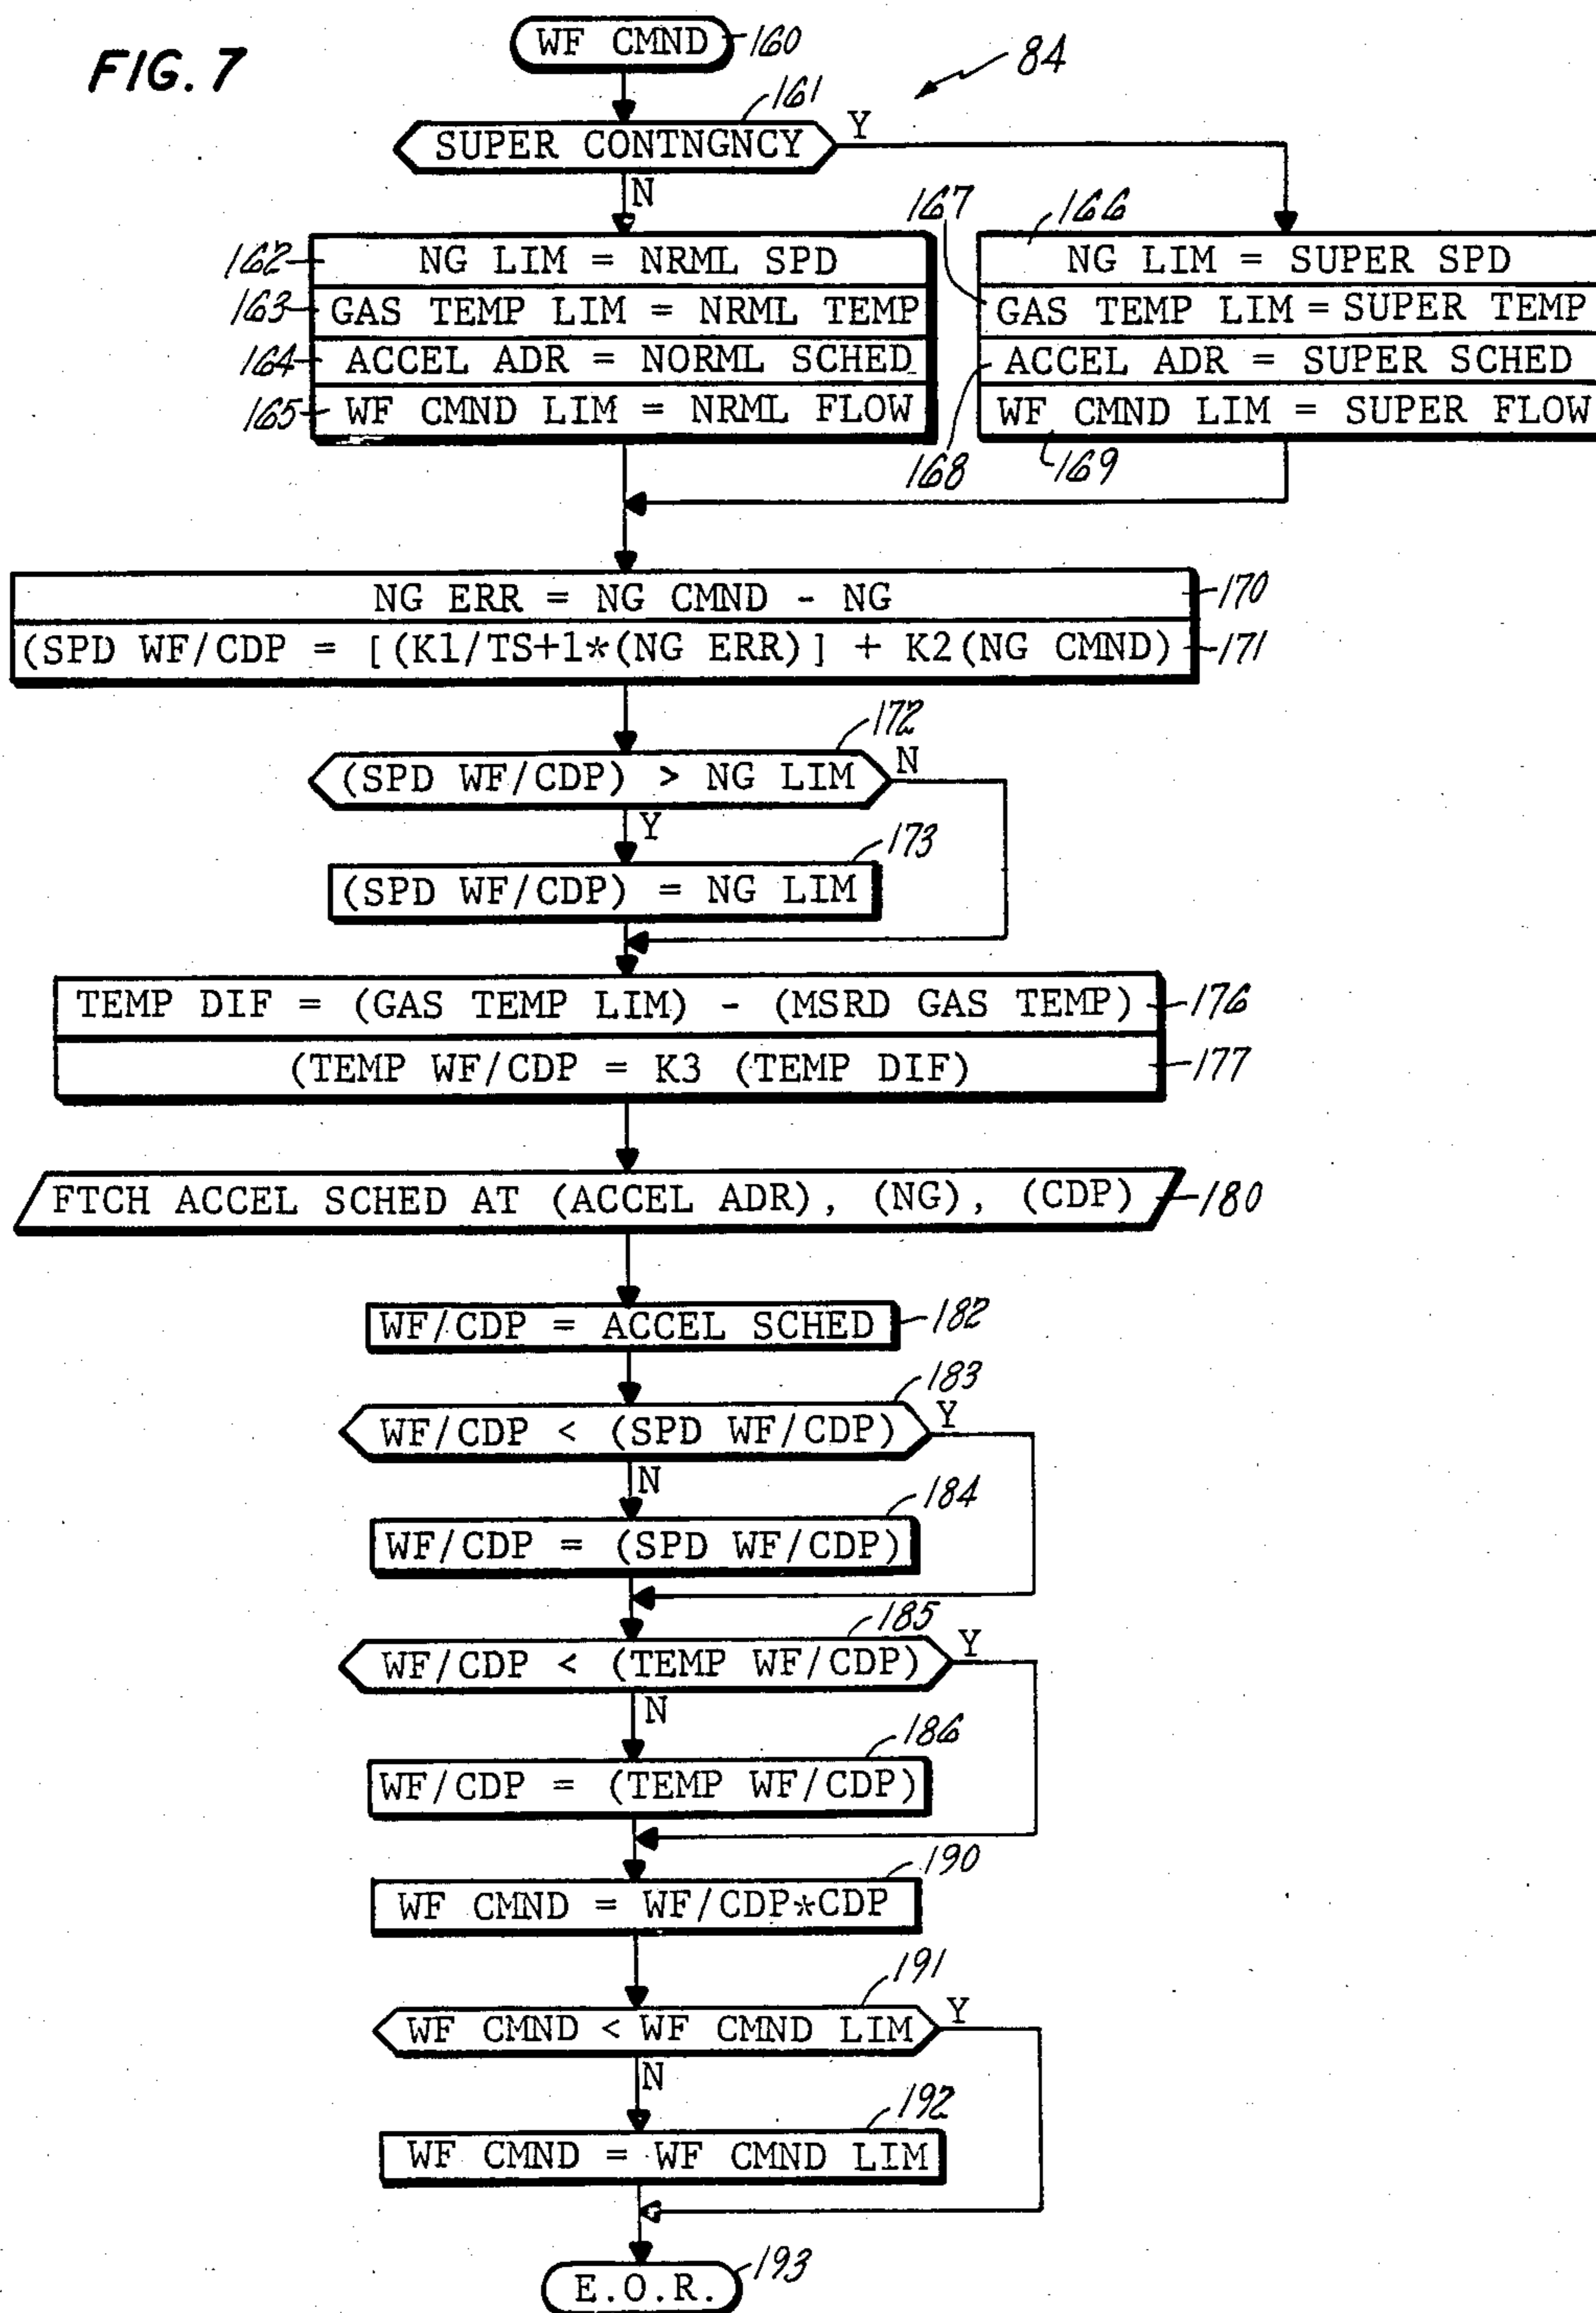 FIG. 7
WF CMND 160
84
161
SUPER CONTNGNCY Y
N
162 NG LIM = NRML SPD
163 GAS TEMP LIM = NRML TEMP
164 ACCEL ADR = NORML SCHED
165 WF CMND LIM = NRML FLOW
167 166
NG LIM = SUPER SPD
GAS TEMP LIM = SUPER TEMP
ACCEL ADR = SUPER SCHED
WF CMND LIM = SUPER FLOW
168 169
NG ERR = NG CMND - NG 170
(SPD WF/CDP = [(K1/TS+1*(NG ERR)] + K2(NG CMND) 171
172
(SPD WF/CDP) > NG LIM N
Y
173
(SPD WF/CDP) = NG LIM
TEMP DIF = (GAS TEMP LIM) - (MSRD GAS TEMP) 176
(TEMP WF/CDP = K3 (TEMP DIF) 177
FTCH ACCEL SCHED AT (ACCEL ADR), (NG), (CDP) 180
WF/CDP = ACCEL SCHED 182
183
WF/CDP < (SPD WF/CDP) Y
N
184
WF/CDP = (SPD WF/CDP)
185
WF/CDP < (TEMP WF/CDP) Y
N
186
WF/CDP = (TEMP WF/CDP)
190
WF CMND = WF/CDP*CDP
191
WF CMND < WF CMND LIM Y
N
192
WF CMND = WF CMND LIM
E.O.R. 193